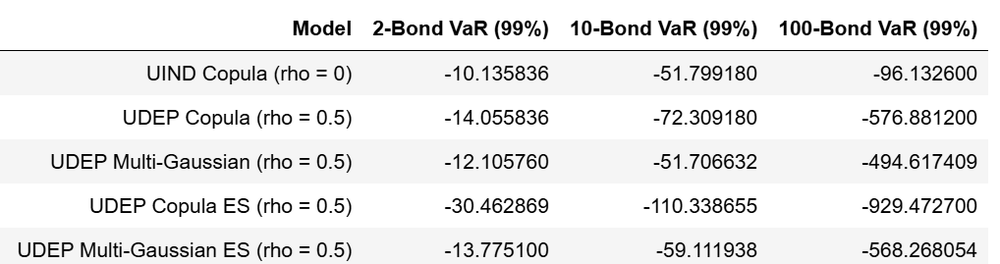 Model 2-Bond VaR (99%) 10-Bond VaR (99%) 100-Bond VaR (99%)
UIND Copula (rho = 0) -10.135836 -51.799180 -96.132600
UDEP Copula (rho = 0.5) -14.055836 -72.309180 -576.881200
UDEP Multi-Gaussian (rho = 0.5) -12.105760 -51.706632 -494.617409
UDEP Copula ES (rho = 0.5) -30.462869 -110.338655 -929.472700
UDEP Multi-Gaussian ES (rho = 0.5) -13.775100 -59.111938 -568.268054